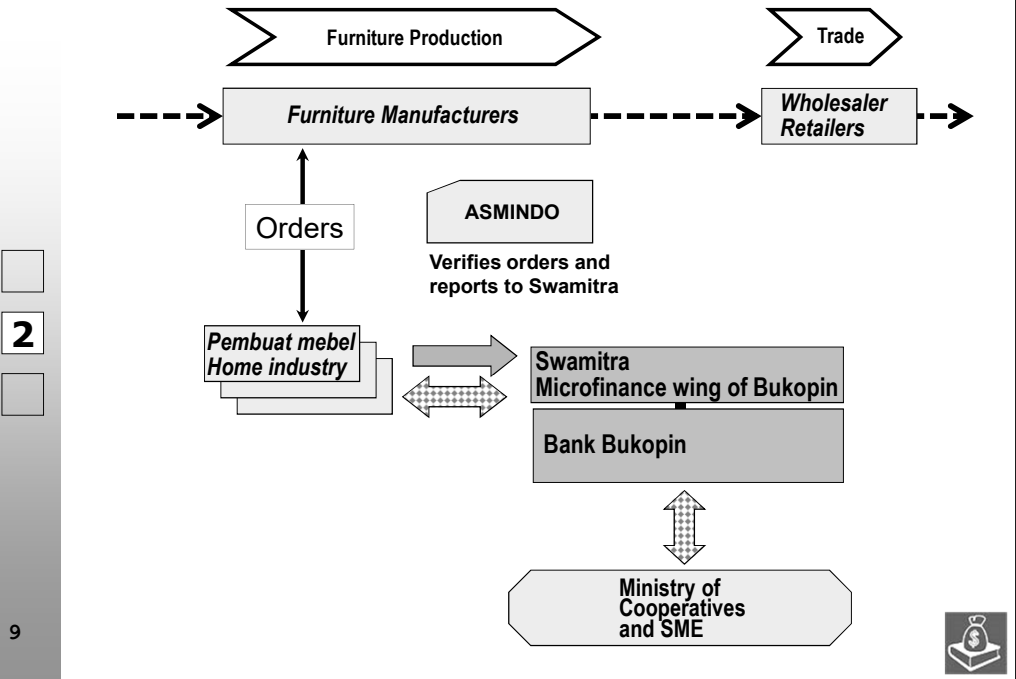 Furniture Production
Trade
Furniture Manufacturers
Wholesaler
Retailers
Orders
ASMINDO
Verifies orders and
reports to Swamitra
2
Pembuat mebel
Home industry
Swamitra
Microfinance wing of Bukopin
Bank Bukopin
Ministry of
Cooperatives
and SME
9
$